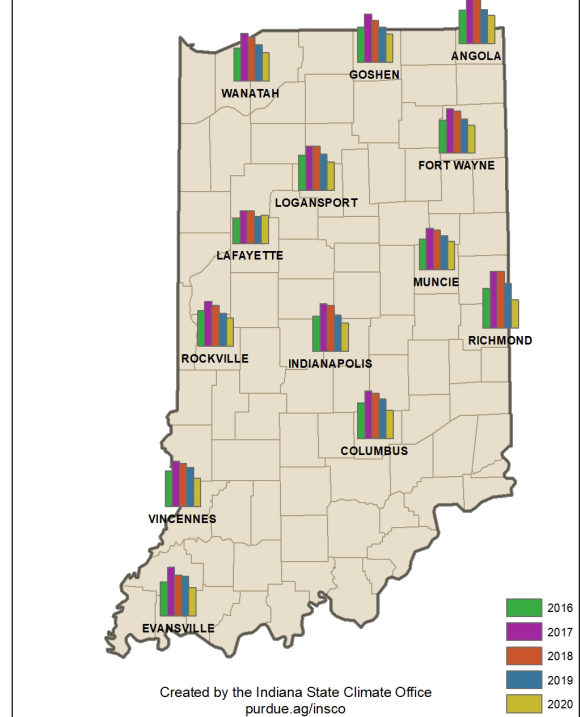 ANGOLA
GOSHEN
WANATAH
FORT WAYNE
LOGANSPORT
LAFAYETTE
MUNCIE
RICHMOND
ROCKVILLE
INDIANAPOLIS
COLUMBUS
VINCENNES
EVANSVILLE
2016
2017
2018
2019
2020
Created by the Indiana State Climate Office
purdue.ag/insco